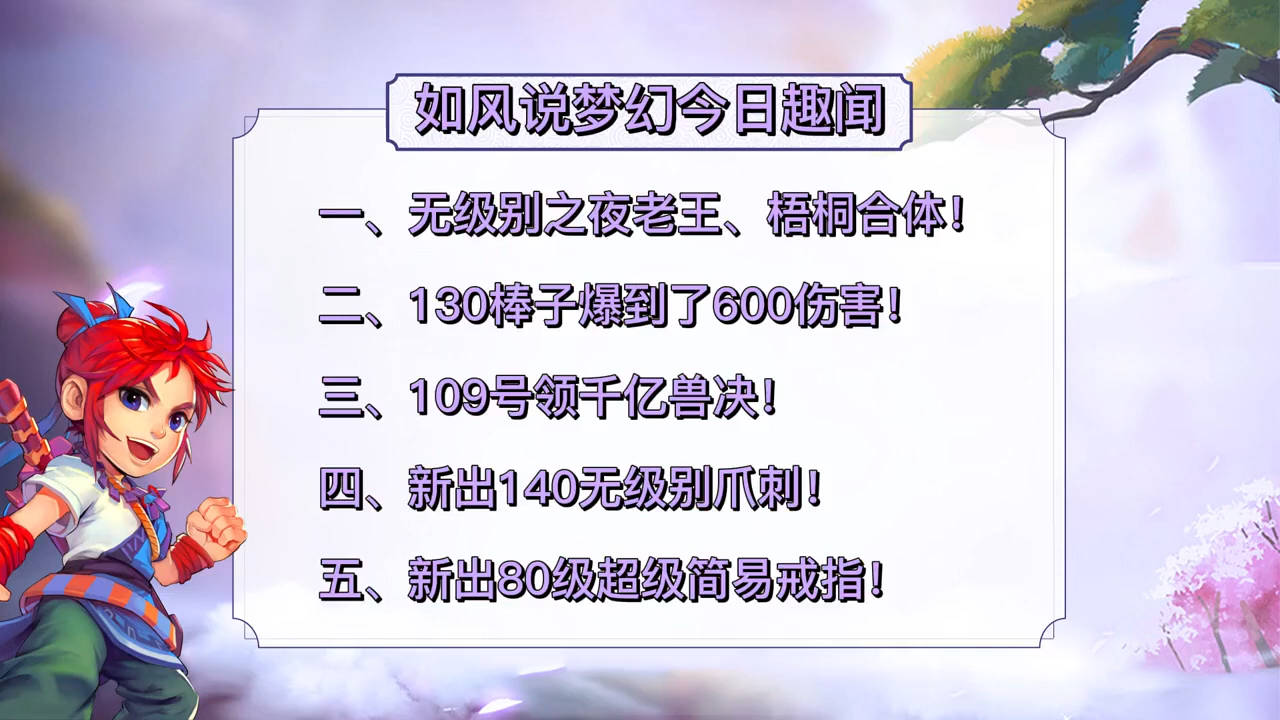 如风说梦幻今日趣闻
一、无级别之夜老王、梧桐合体！
二、130棒子爆到了600伤害！
三、109号领千亿兽决！
四、新出140无级别爪刺！
五、新出80级超级简易戒指！